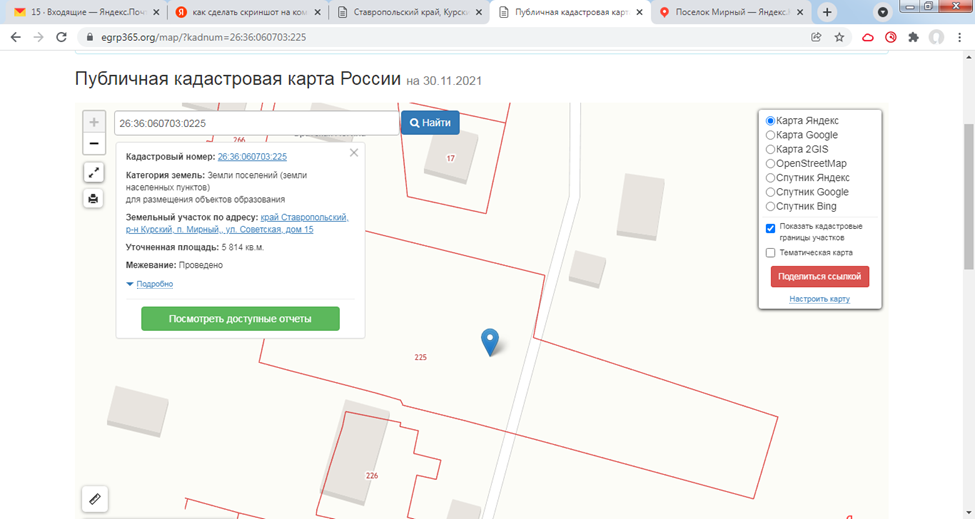 15 · Входящие — Яндекс.Почт
как сделать скриншот на ком
Ставропольский край, Курски
Публичная кадастровая карт
Поселок Мирный — Яндекс.К
egrp365.org/map/?kadnum=26:36:060703:225
Публичная кадастровая карта России на 30.11.2021
26:36:060703:0225
Найти
Кадастровый номер: 26:36:060703:225
Категория земель: Земли поселений (земли
населенных пунктов)
для размещения объектов образования
Земельный участок по адресу: край Ставропольский,
р-н Курский, п. Мирный,, ул. Советская, дом 15
Уточненная площадь: 5 814 кв.м.
Межевание: Проведено
Подробно
Посмотреть доступные отчеты
Карта Яндекс
Карта Google
Карта 2GIS
OpenStreetMap
Спутник Яндекс
Спутник Google
Спутник Bing
Показать кадастровые
границы участков
Тематическая карта
Поделиться ссылкой
Настроить карту
17
225
226